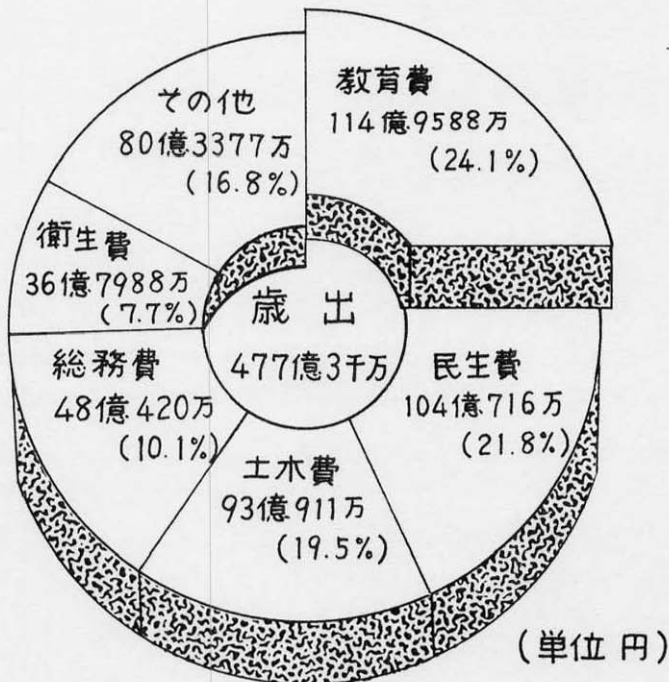 教育費
114億9588万
(24.1%)
民生費
104億716万
(21.8%)
土木費
93億911万
(19.5%)
総務費
48億420万
(10.1%)
衛生費
36億7988万
(7.7%)
その他
80億3377万
(16.8%)
歳出
477億3千万
(単位 円)